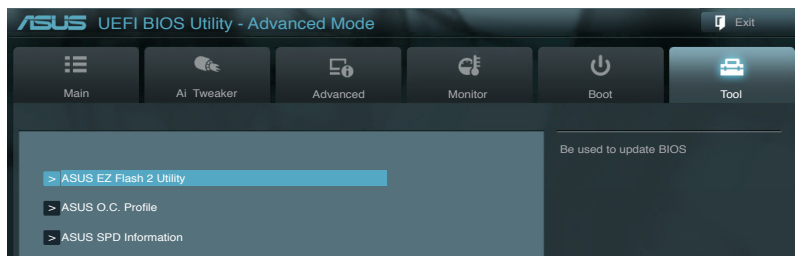 ASUS UEFI BIOS Utility - Advanced Mode
Exit
Main
Ai Tweaker
Advanced
Monitor
Boot
Tool
Be used to update BIOS
> ASUS EZ Flash 2 Utility
> ASUS O.C. Profile
> ASUS SPD Information